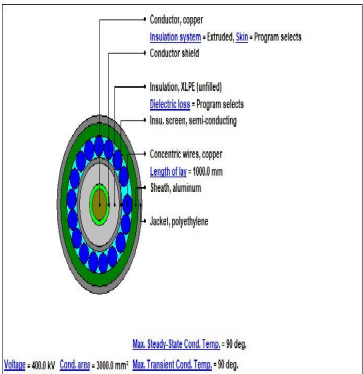 Conductor, copper
Insulation system = Extruded, Skin = Program selects
Conductor shield
Insulation, XLPE (unfilled)
Dielectric loss = Program selects
Insu. screen, semi-conducting
Concentric wires, copper
Length of lay = 1000.0 mm
Sheath, aluminum
Jacket, polyethylene
Max. Steady-State Cond. Temp. = 90 deg.
Voltage = 400.0 kV Cond. area = 3000.0 mm² Max. Transient Cond. Temp. = 90 deg.